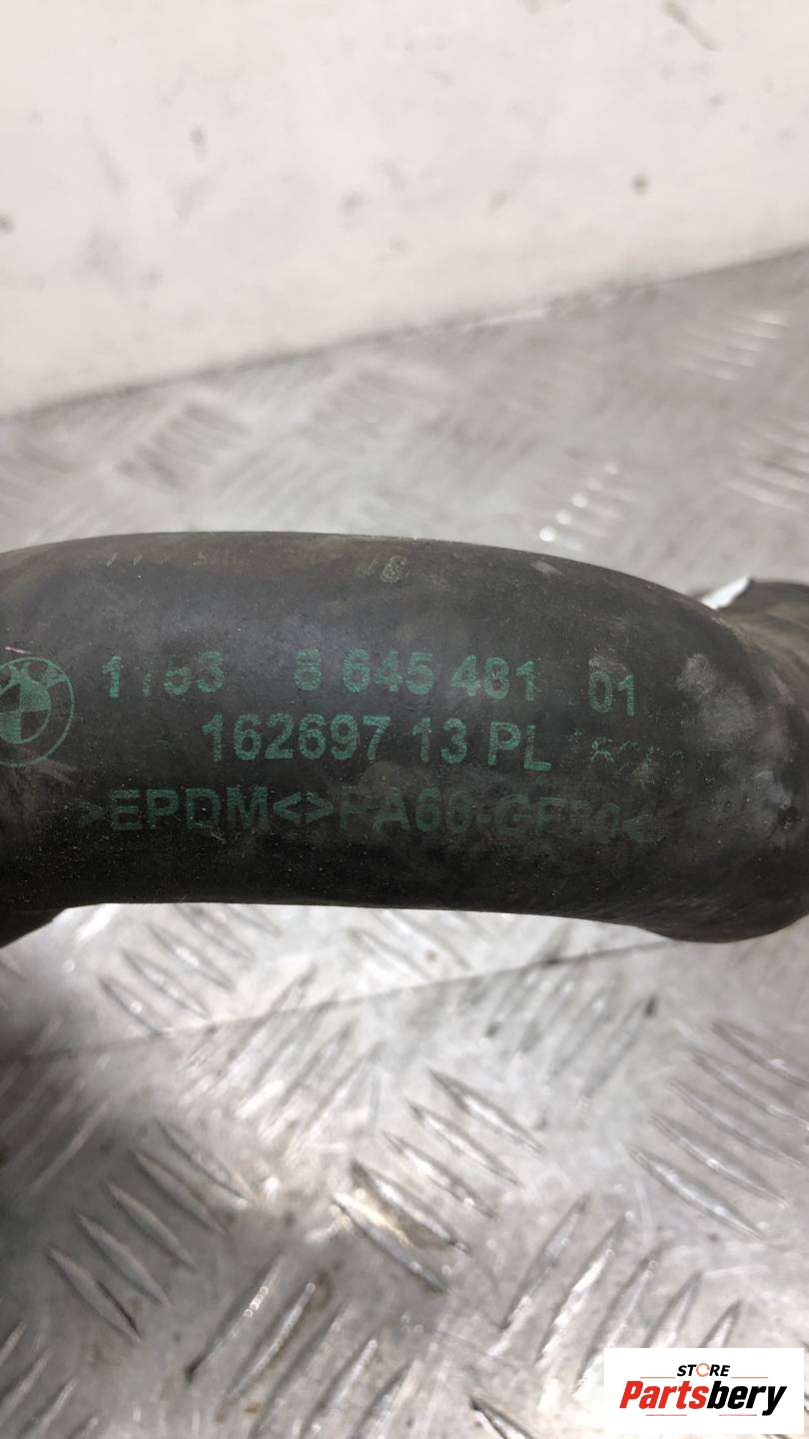 1153 8 645 481 01
162697 13 PL
>EPDM<>PA66-GF30<
STORE
Partsbery